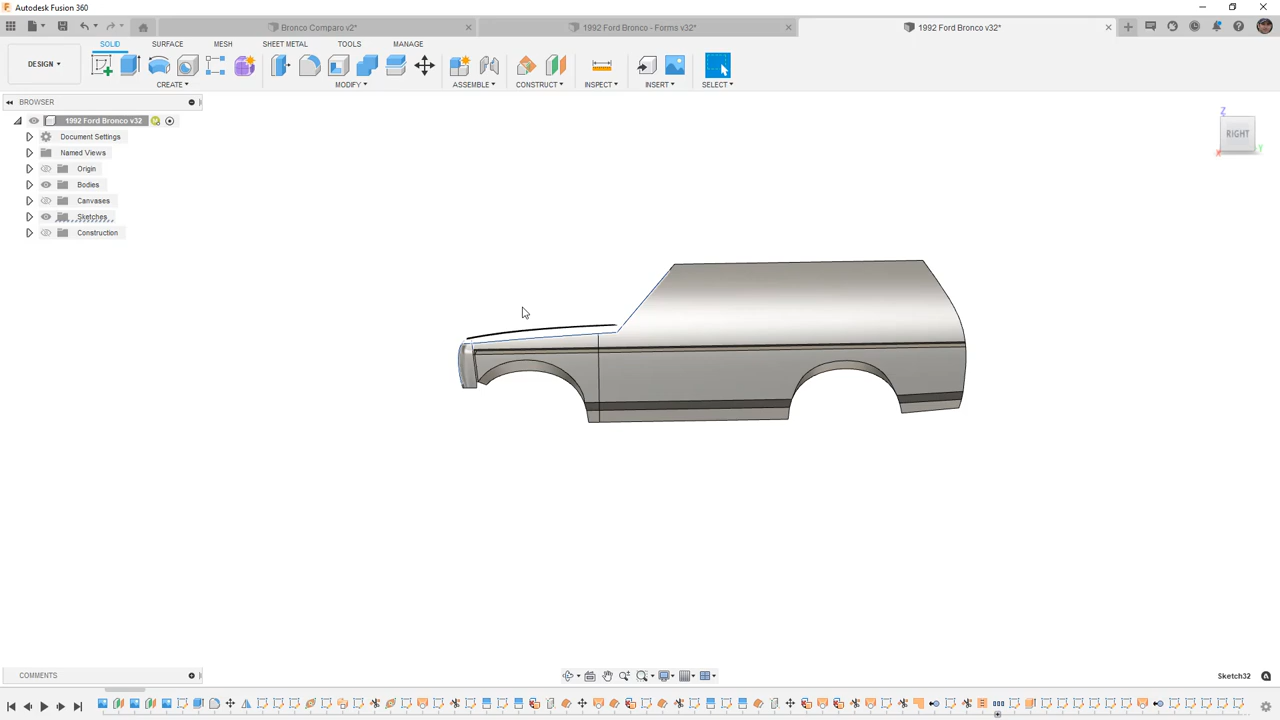 Autodesk Fusion 360
Bronco Comparo v2*
1992 Ford Bronco - Forms v32*
1992 Ford Bronco v32*
SOLID
SURFACE
MESH
SHEET METAL
TOOLS
MANAGE
DESIGN
CREATE
MODIFY
ASSEMBLE
CONSTRUCT
INSPECT
INSERT
SELECT
BROWSER
1992 Ford Bronco v32
Document Settings
Named Views
Origin
Bodies
Canvases
Sketches
Construction
Z
RIGHT
X
Y
COMMENTS
Sketch32